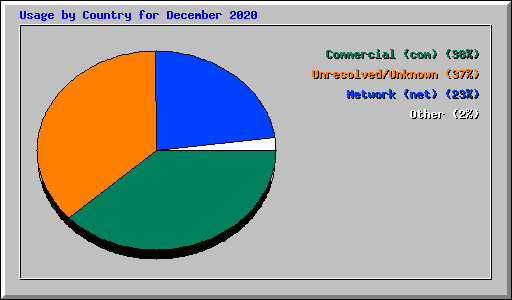 Usage by Country for December 2020
Commercial (com) (38%)
Unresolved/Unknown (37%)
Network (net) (23%)
Other (2%)